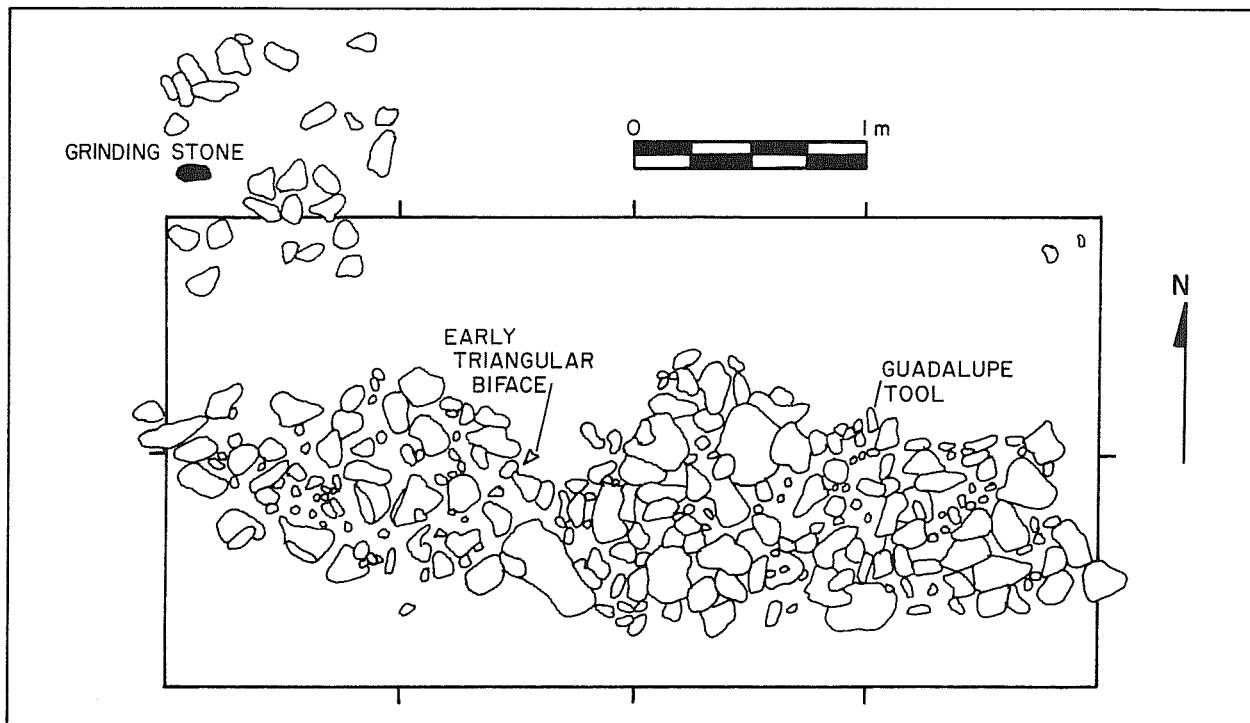 0 1 m
GRINDING STONE
N
EARLY
TRIANGULAR
BIFACE
GUADALUPE
TOOL